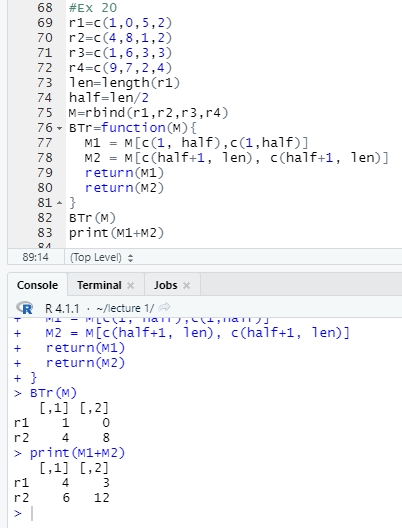 68 #Ex 20
69 r1=c(1,0,5,2)
70 r2=c(4,8,1,2)
71 r3=c(1,6,3,3)
72 r4=c(9,7,2,4)
73 len=length(r1)
74 half=len/2
75 M=rbind(r1,r2,r3,r4)
76 BTr=function(M){
77 M1 = M[c(1, half),c(1,half)]
78 M2 = M[c(half+1, len), c(half+1, len)]
79 return(M1)
80 return(M2)
81 }
82 BTr(M)
83 print(M1+M2)
84
89:14 (Top Level)
Console Terminal Jobs
R 4.1.1 · ~/lecture 1/
+ M1 = M[c(1, half),c(1,half)]
+ M2 = M[c(half+1, len), c(half+1, len)]
+ return(M1)
+ return(M2)
+ }
> BTr(M)
[,1] [,2]
r1 1 0
r2 4 8
> print(M1+M2)
[,1] [,2]
r1 4 3
r2 6 12
>